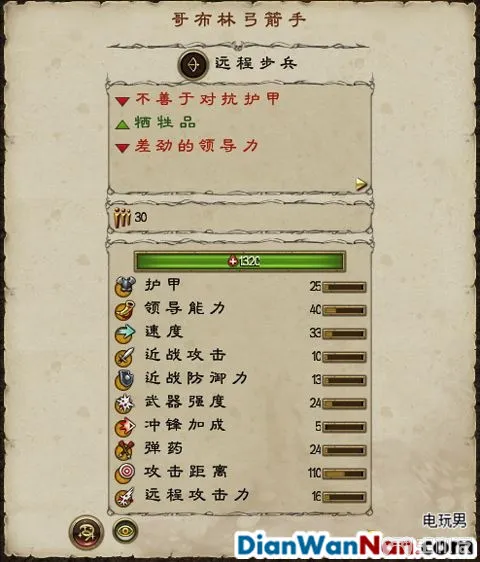 哥布林弓箭手
远程步兵
不善于对抗护甲
牺牲品
差劲的领导力
30
1320
护甲 25
领导能力 40
速度 33
近战攻击 10
近战防御力 13
武器强度 24
冲锋加成 5
弹药 24
攻击距离 110
远程攻击力 16
电玩男
DianWanNan.com